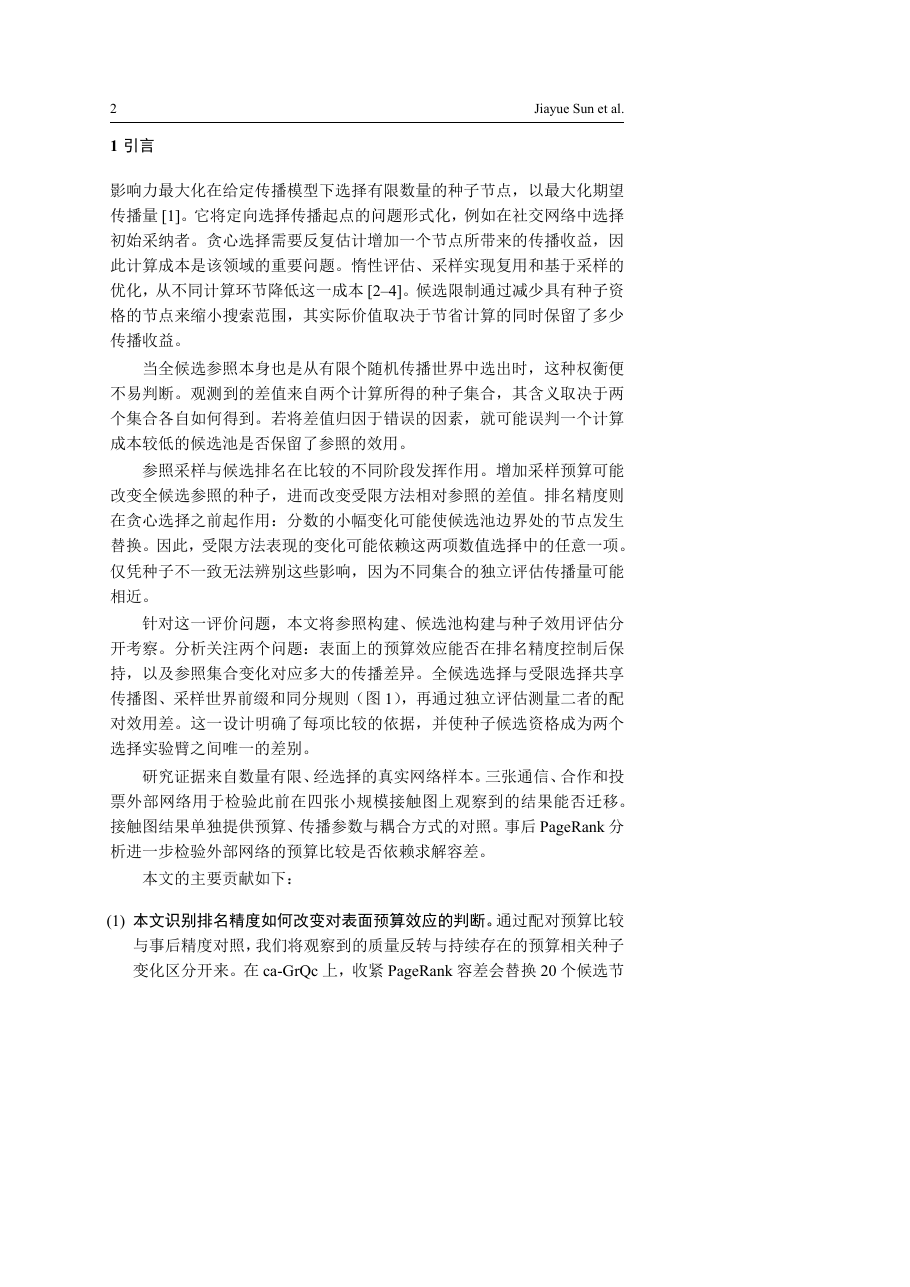 2
Jiayue Sun et al.
1 引言
影响力最大化在给定传播模型下选择有限数量的种子节点，以最大化期望
传播量 [1]。它将定向选择传播起点的问题形式化，例如在社交网络中选择
初始采纳者。贪心选择需要反复估计增加一个节点所带来的传播收益，因
此计算成本是该领域的重要问题。惰性评估、采样实现复用和基于采样的
优化，从不同计算环节降低这一成本 [2–4]。候选限制通过减少具有种子资
格的节点来缩小搜索范围，其实际价值取决于节省计算的同时保留了多少
传播收益。
当全候选参照本身也是从有限个随机传播世界中选出时，这种权衡便
不易判断。观测到的差值来自两个计算所得的种子集合，其含义取决于两
个集合各自如何得到。若将差值归因于错误的因素，就可能误判一个计算
成本较低的候选池是否保留了参照的效用。
参照采样与候选排名在比较的不同阶段发挥作用。增加采样预算可能
改变全候选参照的种子，进而改变受限方法相对参照的差值。排名精度则
在贪心选择之前起作用：分数的小幅变化可能使候选池边界处的节点发生
替换。因此，受限方法表现的变化可能依赖这两项数值选择中的任意一项。
仅凭种子不一致无法辨别这些影响，因为不同集合的独立评估传播量可能
相近。
针对这一评价问题，本文将参照构建、候选池构建与种子效用评估分
开考察。分析关注两个问题：表面上的预算效应能否在排名精度控制后保
持，以及参照集合变化对应多大的传播差异。全候选选择与受限选择共享
传播图、采样世界前缀和同分规则（图 1），再通过独立评估测量二者的配
对效用差。这一设计明确了每项比较的依据，并使种子候选资格成为两个
选择实验臂之间唯一的差别。
研究证据来自数量有限、经选择的真实网络样本。三张通信、合作和投
票外部网络用于检验此前在四张小规模接触图上观察到的结果能否迁移。
接触图结果单独提供预算、传播参数与耦合方式的对照。事后 PageRank 分
析进一步检验外部网络的预算比较是否依赖求解容差。
本文的主要贡献如下：
(1) 本文识别排名精度如何改变对表面预算效应的判断。通过配对预算比较
与事后精度对照，我们将观察到的质量反转与持续存在的预算相关种子
变化区分开来。在 ca-GrQc 上，收紧 PageRank 容差会替换 20 个候选节